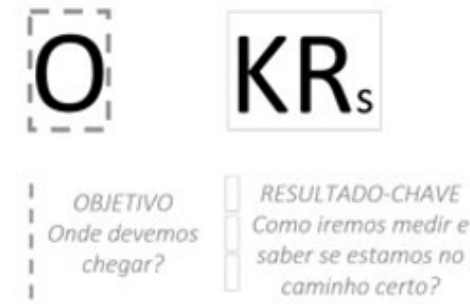 O KRs
OBJETIVO
Onde devemos
chegar?
RESULTADO-CHAVE
Como iremos medir e
saber se estamos no
caminho certo?